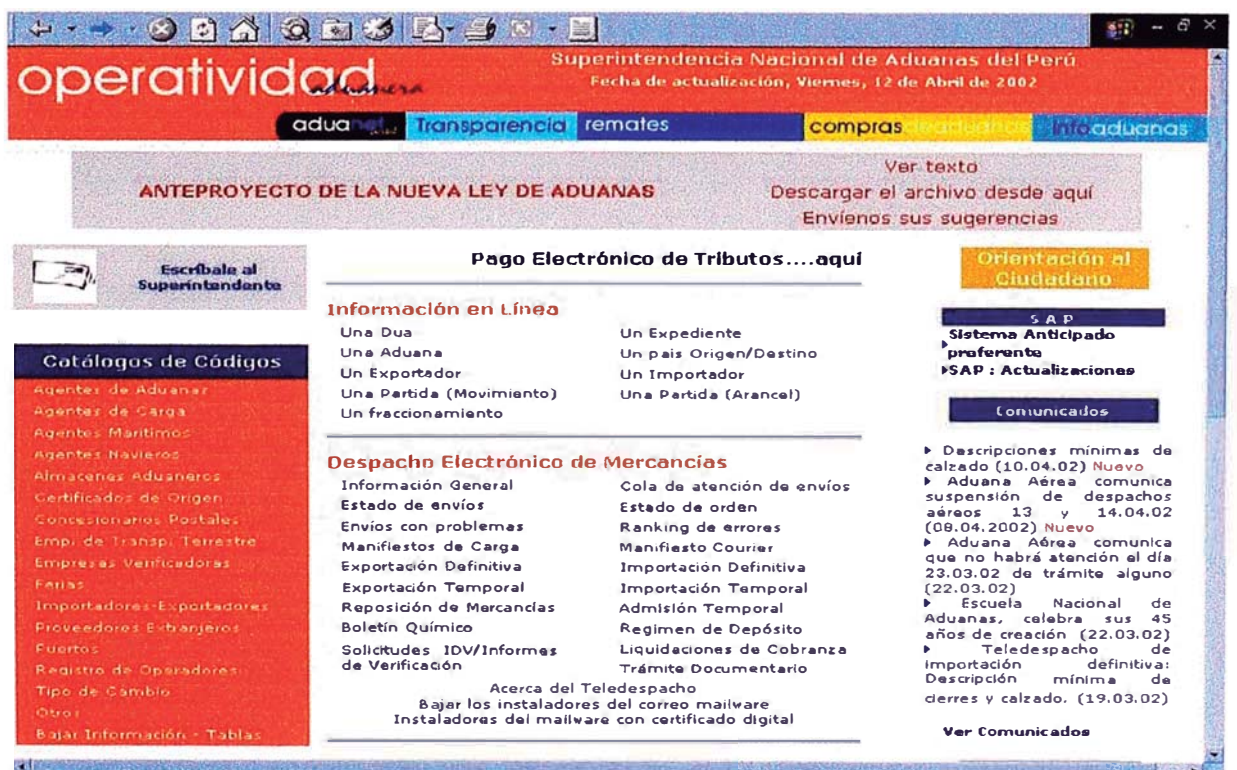 operatividad
aduanera
Superintendencia Nacional de Aduanas del Perú
Fecha de actualización, Viernes, 12 de Abril de 2002
aduanet Transparencia remates compras deaduanas infoaduanas
ANTEPROYECTO DE LA NUEVA LEY DE ADUANAS
Ver texto
Descargar el archivo desde aquí
Envíenos sus sugerencias
Escríbale al
Superintendente
Catálogos de Códigos
Agentes de Aduanas
Agentes de Carga
Agentes Marítimos
Agentes Navieros
Almacenes Aduaneros
Certificados de Origen
Concesionarios Postales
Emp. de Transp. Terrestre
Empresas Verificadoras
Ferias
Importadores-Exportadores
Proveedores Extranjeros
Puertos
Registro de Operadores
Tipo de Cambio
Otros
Bajar Información - Tablas
Pago Electrónico de Tributos....aquí
Información en Línea
Una Dua Un Expediente
Una Aduana Un pais Origen/Destino
Un Exportador Un Importador
Una Partida (Movimiento) Una Partida (Arancel)
Un fraccionamiento
Despacho Electrónico de Mercancías
Información General Cola de atención de envíos
Estado de envíos Estado de orden
Envíos con problemas Ranking de errores
Manifiestos de Carga Manifiesto Courier
Exportación Definitiva Importación Definitiva
Exportación Temporal Importación Temporal
Reposición de Mercancías Admisión Temporal
Boletín Químico Regimen de Depósito
Solicitudes IDV/Informes Liquidaciones de Cobranza
de Verificación Trámite Documentario
Acerca del Teledespacho
Bajar los instaladores del correo mailware
Instaladores del mailware con certificado digital
Orientación al
Ciudadano
S A P
Sistema Anticipado
preferente
SAP : Actualizaciones
Comunicados
Descripciones mínimas de
calzado (10.04.02) Nuevo
Aduana Aérea comunica
suspensión de despachos
aéreos 13 y 14.04.02
(08.04.2002) Nuevo
Aduana Aérea comunica
que no habrá atención el día
23.03.02 de trámite alguno
(22.03.02)
Escuela Nacional de
Aduanas, celebra sus 45
años de creación (22.03.02)
Teledespacho de
importación definitiva:
Descripción mínima de
cierres y calzado. (19.03.02)
Ver Comunicados